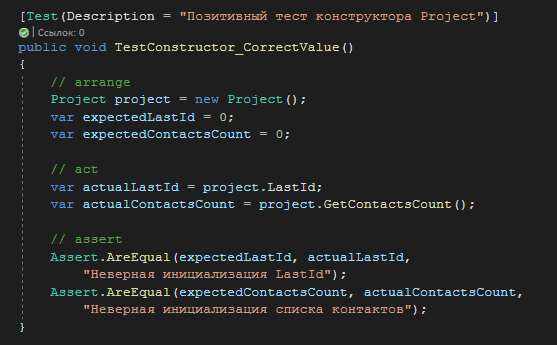 [Test(Description = "Позитивный тест конструктора Project")]
| Ссылок: 0
public void TestConstructor_CorrectValue()
{
// arrange
Project project = new Project();
var expectedLastId = 0;
var expectedContactsCount = 0;
// act
var actualLastId = project.LastId;
var actualContactsCount = project.GetContactsCount();
// assert
Assert.AreEqual(expectedLastId, actualLastId,
"Неверная инициализация LastId");
Assert.AreEqual(expectedContactsCount, actualContactsCount,
"Неверная инициализация списка контактов");
}